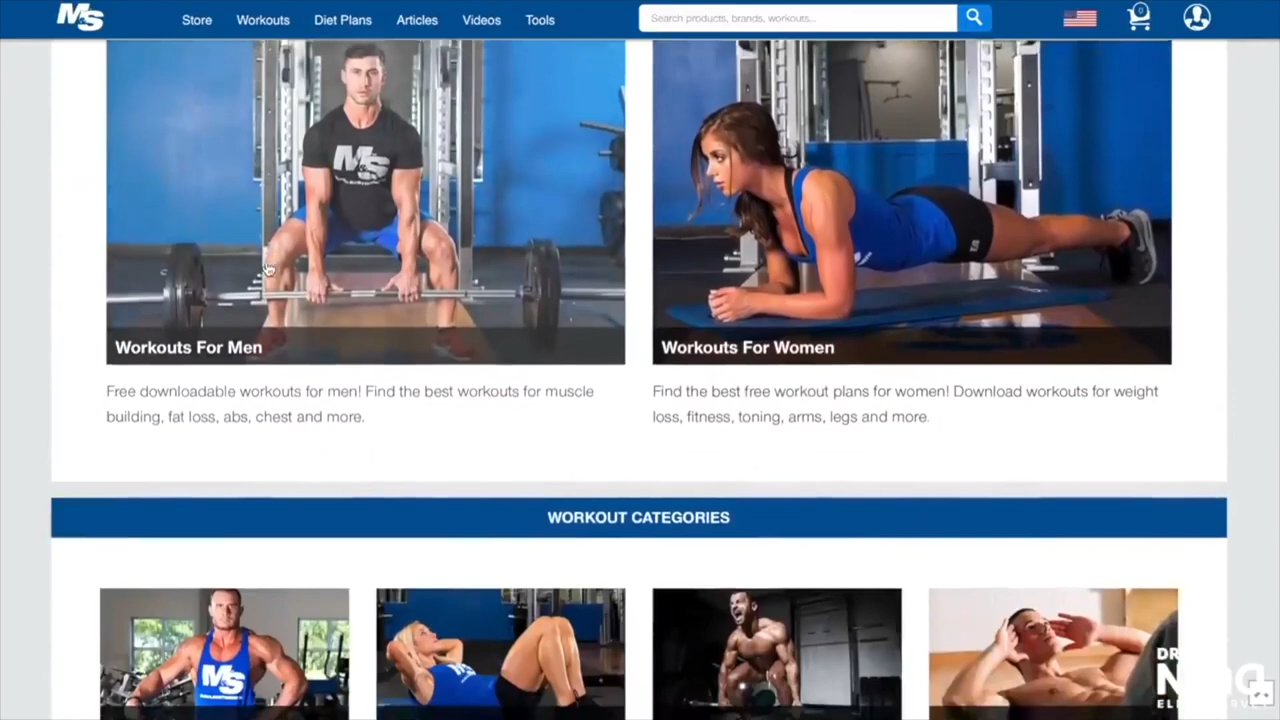 M&S
Store
Workouts
Diet Plans
Articles
Videos
Tools
Search products, brands, workouts...
0
M&S
Workouts For Men
Workouts For Women
Free downloadable workouts for men! Find the best workouts for muscle
building, fat loss, abs, chest and more.
Find the best free workout plans for women! Download workouts for weight
loss, fitness, toning, arms, legs and more.
WORKOUT CATEGORIES
M&S